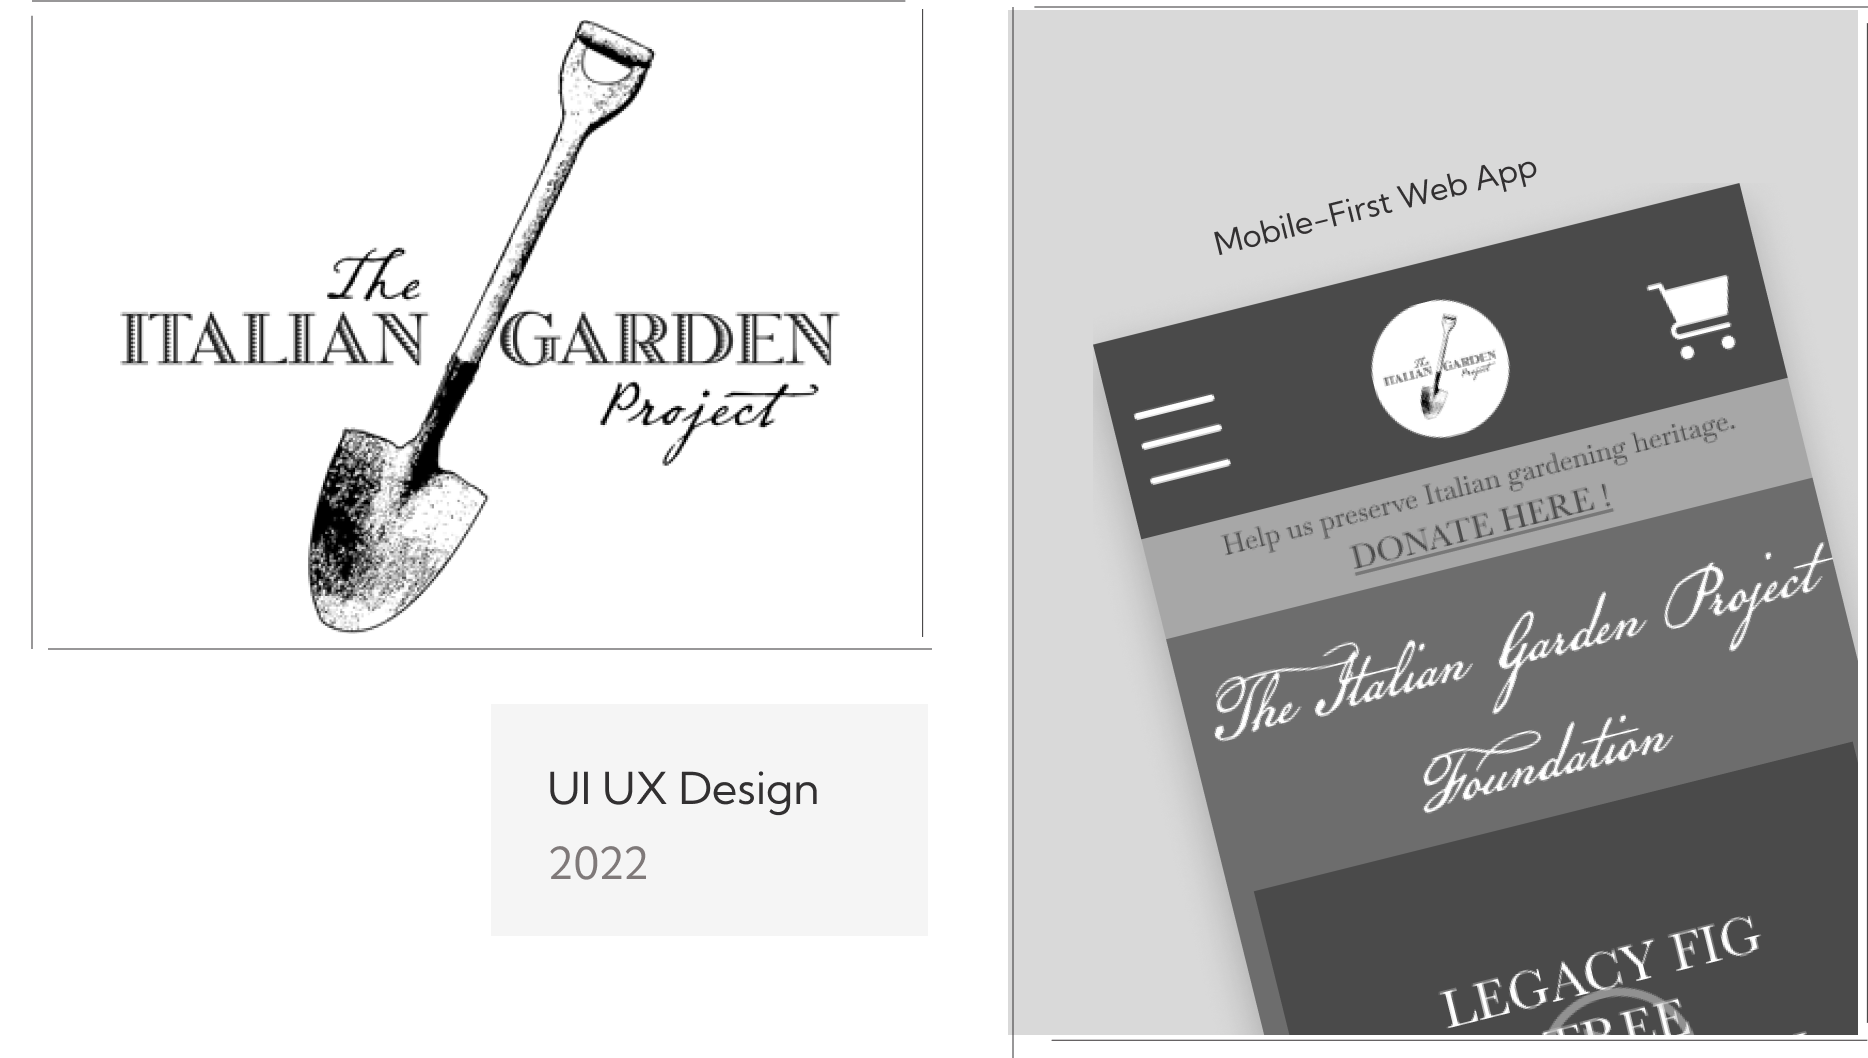 The
ITALIAN GARDEN
Project
UI UX Design
2022
Mobile-First Web App
The
ITALIAN GARDEN
Project
Help us preserve Italian gardening heritage.
DONATE HERE !
The Italian Garden Project
Foundation
LEGACY FIG
TREE